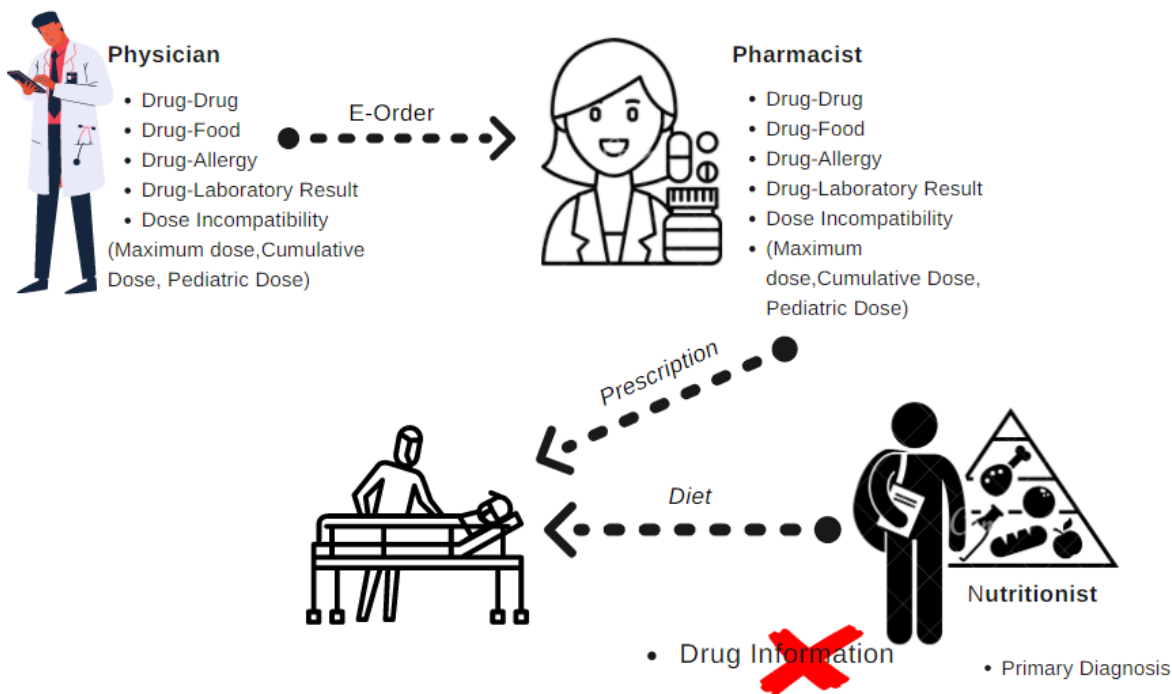 Physician
• Drug-Drug
• Drug-Food
• Drug-Allergy
• Drug-Laboratory Result
• Dose Incompatibility
(Maximum dose,Cumulative
Dose, Pediatric Dose)
E-Order
Pharmacist
• Drug-Drug
• Drug-Food
• Drug-Allergy
• Drug-Laboratory Result
• Dose Incompatibility
• (Maximum
dose,Cumulative Dose,
Pediatric Dose)
Prescription
Diet
Nutritionist
• Drug Information
• Primary Diagnosis